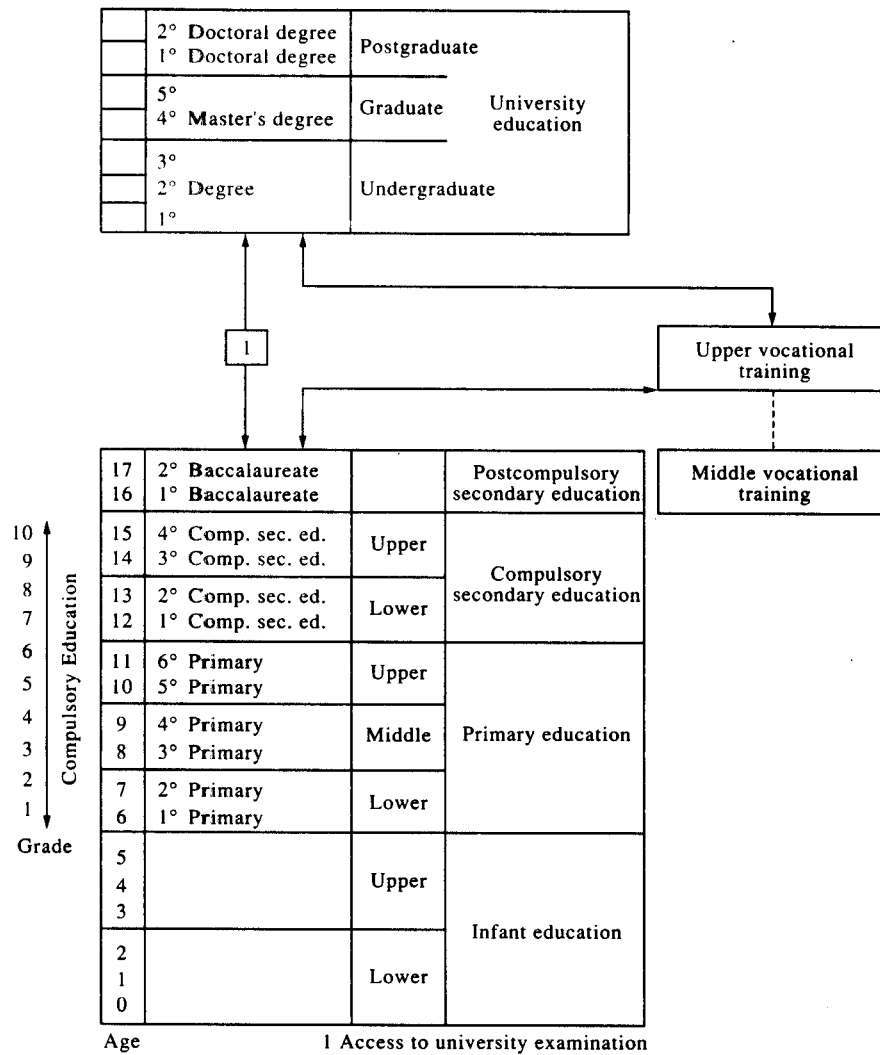 2° Doctoral degree
1° Doctoral degree
Postgraduate
5°
4° Master's degree
Graduate
University
education
3°
2° Degree
1°
Undergraduate
1
Upper vocational
training
Middle vocational
training
17 2° Baccalaureate
16 1° Baccalaureate
Postcompulsory
secondary education
15 4° Comp. sec. ed.
14 3° Comp. sec. ed.
Upper
13 2° Comp. sec. ed.
12 1° Comp. sec. ed.
Lower
Compulsory
secondary education
11 6° Primary
10 5° Primary
Upper
9 4° Primary
8 3° Primary
Middle
7 2° Primary
6 1° Primary
Lower
Primary education
5
4
3
Upper
2
1
0
Lower
Infant education
10
9
8
7
6
5
4
3
2
1
Grade
Compulsory Education
Age
1 Access to university examination